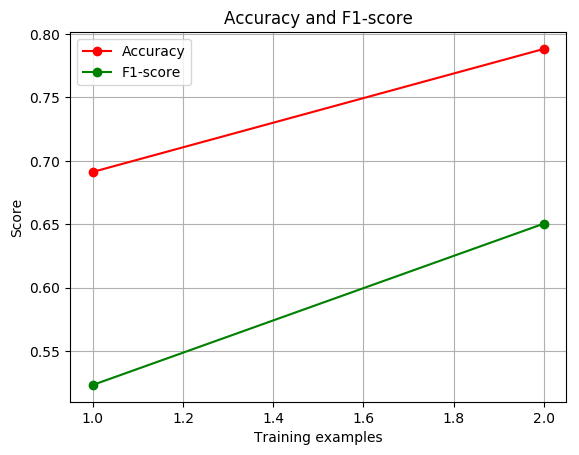 Accuracy and F1-score
Accuracy
F1-score
0.80
0.75
0.70
0.65
0.60
0.55
Score
1.0 1.2 1.4 1.6 1.8 2.0
Training examples